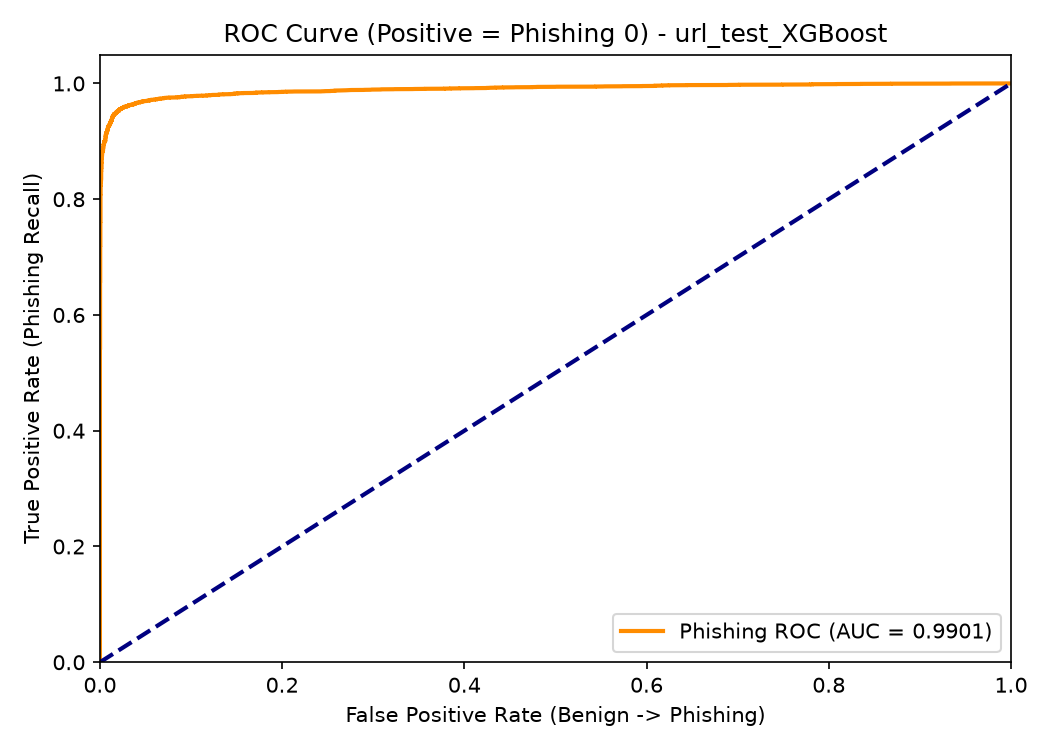 ROC Curve (Positive = Phishing 0) - url_test_XGBoost
True Positive Rate (Phishing Recall)
1.0
0.8
0.6
0.4
0.2
0.0
Phishing ROC (AUC = 0.9901)
0.0 0.2 0.4 0.6 0.8 1.0
False Positive Rate (Benign -> Phishing)